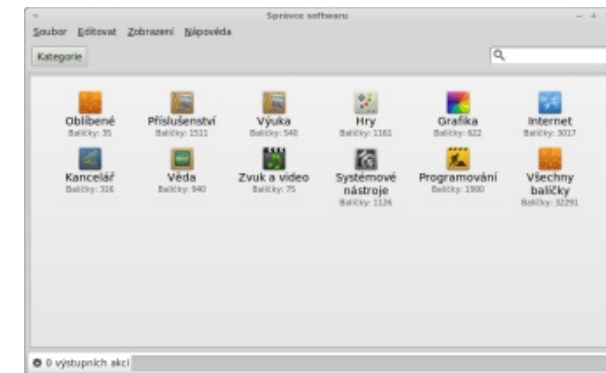 Správce softwaru
Soubor Editovat Zobrazení Nápověda
Kategorie
Oblíbené
Balíčky: 35
Příslušenství
Balíčky: 1511
Výuka
Balíčky: 540
Hry
Balíčky: 1161
Grafika
Balíčky: 622
Internet
Balíčky: 3017
Kancelář
Balíčky: 316
Věda
Balíčky: 940
Zvuk a video
Balíčky: 75
Systémové
nástroje
Balíčky: 1126
Programování
Balíčky: 1900
Všechny
balíčky
Balíčky: 32291
0 výstupních akcí